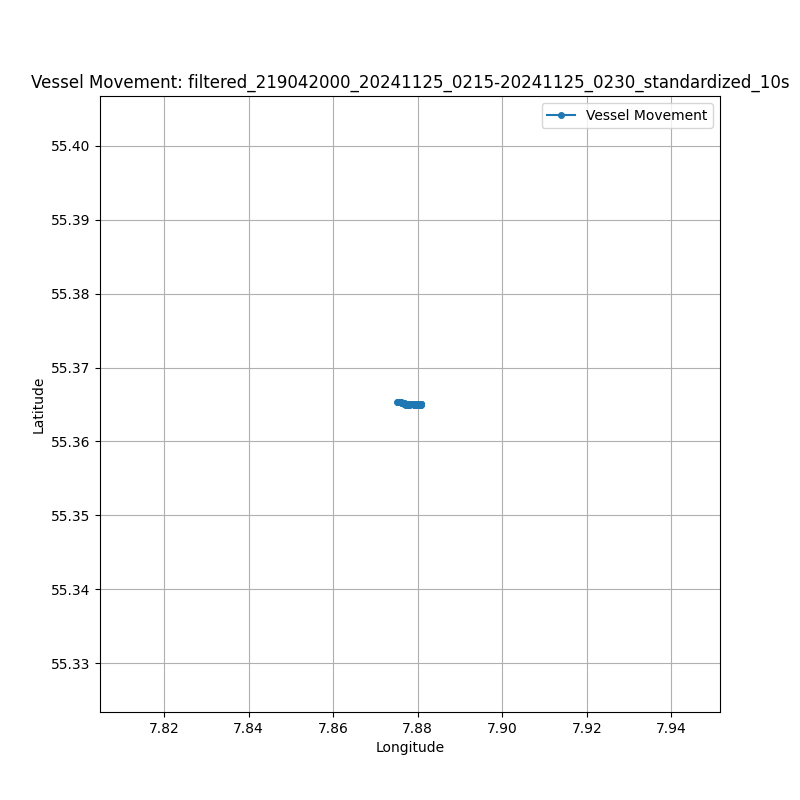 Vessel Movement: filtered_219042000_20241125_0215-20241125_0230_standardized_10s
Vessel Movement
55.40
55.39
55.38
55.37
55.36
55.35
55.34
55.33
Latitude
7.82 7.84 7.86 7.88 7.90 7.92 7.94
Longitude